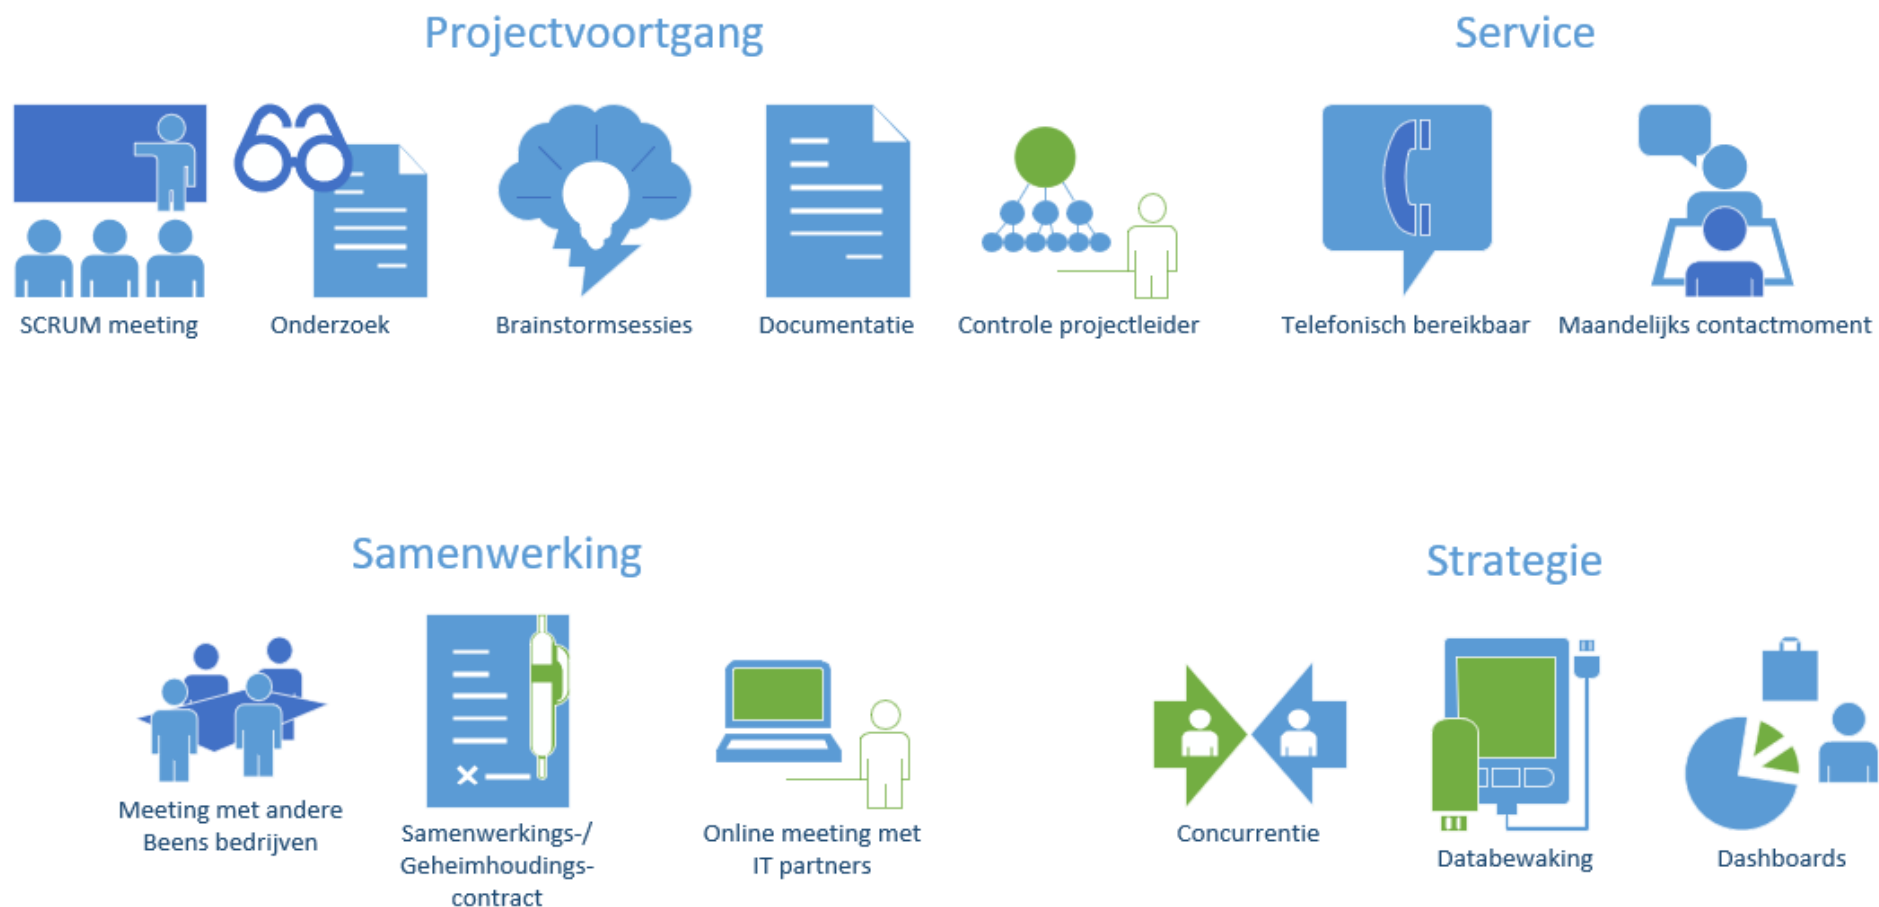 Projectvoortgang
SCRUM meeting
Onderzoek
Brainstormsessies
Documentatie
Controle projectleider
Service
Telefonisch bereikbaar
Maandelijks contactmoment
Samenwerking
Meeting met andere
Beens bedrijven
Samenwerkings-/
Geheimhoudings-
contract
Online meeting met
IT partners
Strategie
Concurrentie
Databewaking
Dashboards